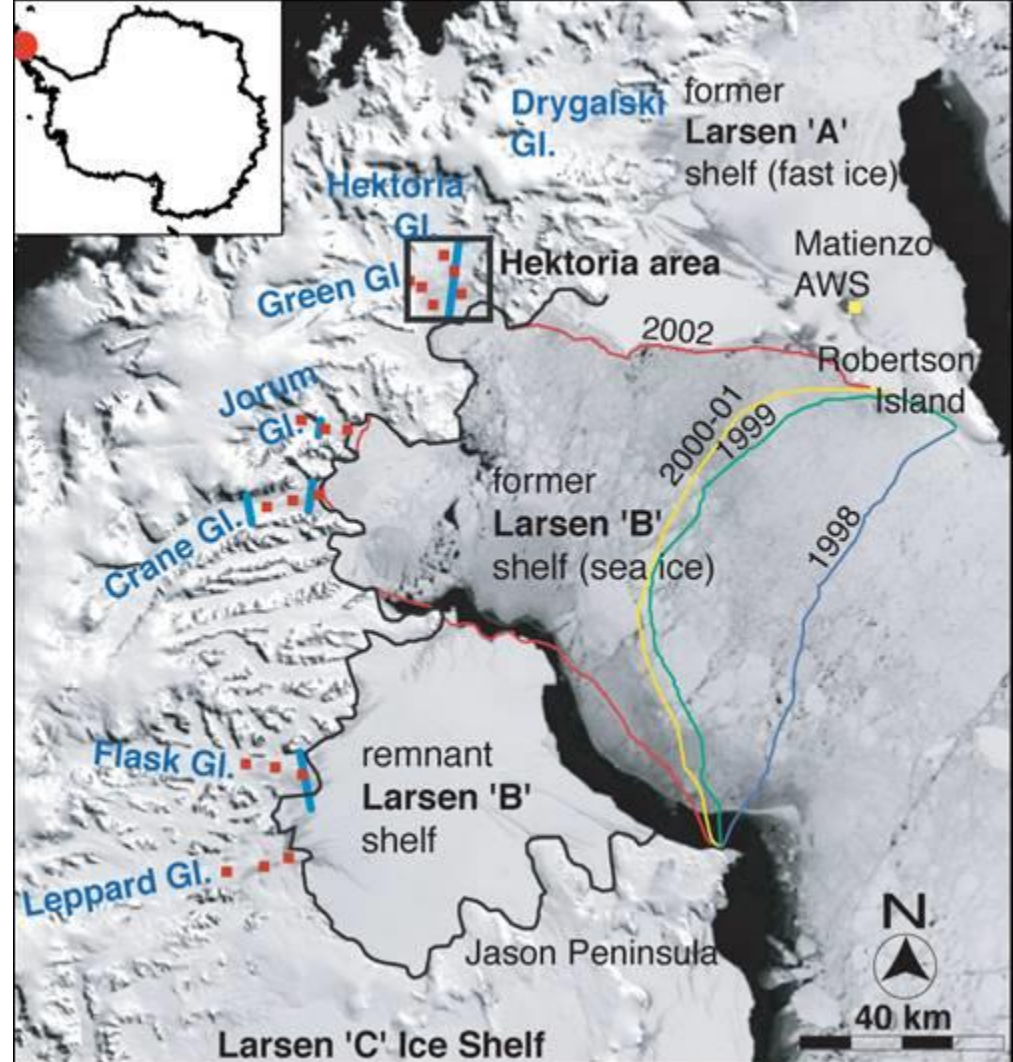 Drygalski
Gl.
former
Larsen 'A'
shelf (fast ice)
Hektoria
Gl.
Matienzo
AWS
Hektoria area
Green Gl
2002
Robertson
Island
Jorum
Gl.
2000-01
1999
former
Larsen 'B'
shelf (sea ice)
1998
Crane Gl.
Flask Gl.
remnant
Larsen 'B'
shelf
Leppard Gl.
Jason Peninsula
N
40 km
Larsen 'C' Ice Shelf